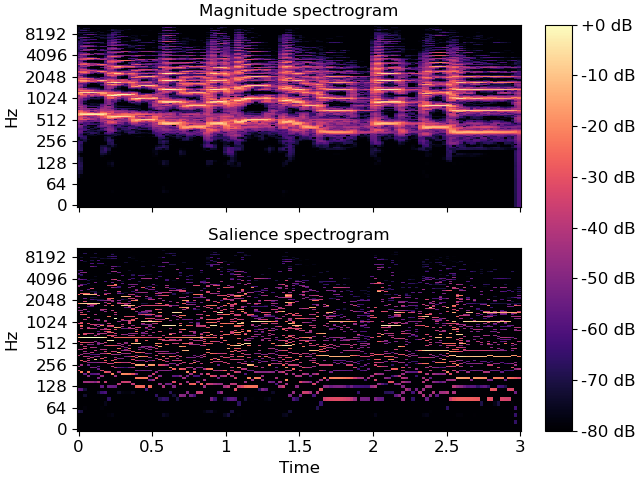 Magnitude spectrogram
8192
4096
2048
1024
512
256
128
64
0
Hz
Salience spectrogram
8192
4096
2048
1024
512
256
128
64
0
Hz
0 0.5 1 1.5 2 2.5 3
Time
+0 dB
-10 dB
-20 dB
-30 dB
-40 dB
-50 dB
-60 dB
-70 dB
-80 dB